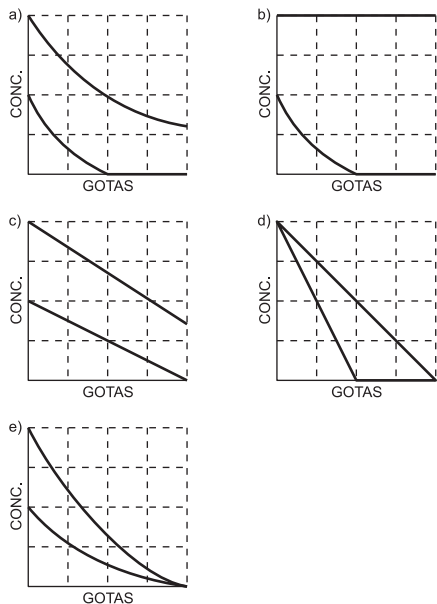 a)
CONC.
GOTAS
b)
CONC.
GOTAS
c)
CONC.
GOTAS
d)
CONC.
GOTAS
e)
CONC.
GOTAS